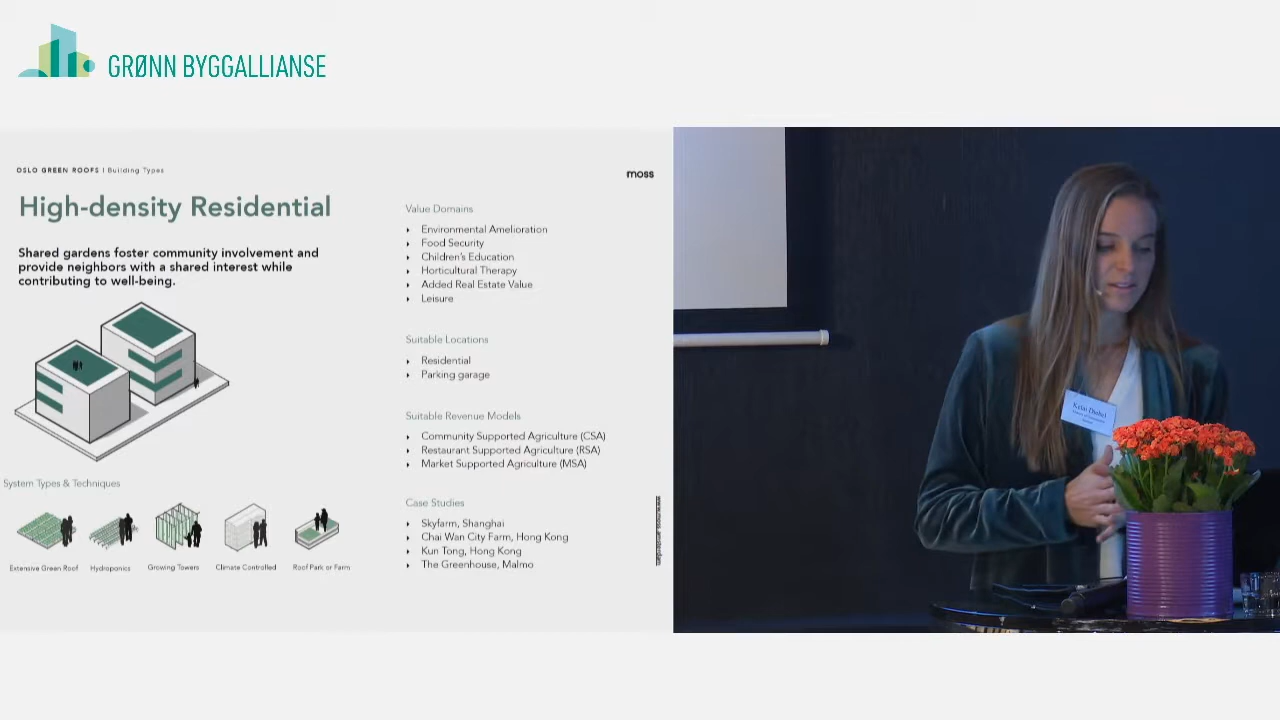 GRØNN BYGGALLIANSE
OSLO GREEN ROOFS | Building Types
moss
High-density Residential
Shared gardens foster community involvement and
provide neighbors with a shared interest while
contributing to well-being.
System Types & Techniques
Extensive Green Roof
Hydroponics
Growing Towers
Climate Controlled
Roof Park or Farm
Value Domains
Environmental Amelioration
Food Security
Children's Education
Horticultural Therapy
Added Real Estate Value
Leisure
Suitable Locations
Residential
Parking garage
Suitable Revenue Models
Community Supported Agriculture (CSA)
Restaurant Supported Agriculture (RSA)
Market Supported Agriculture (MSA)
Case Studies
Skyfarm, Shanghai
Chai Wan City Farm, Hong Kong
Kun Tong, Hong Kong
The Greenhouse, Malmo